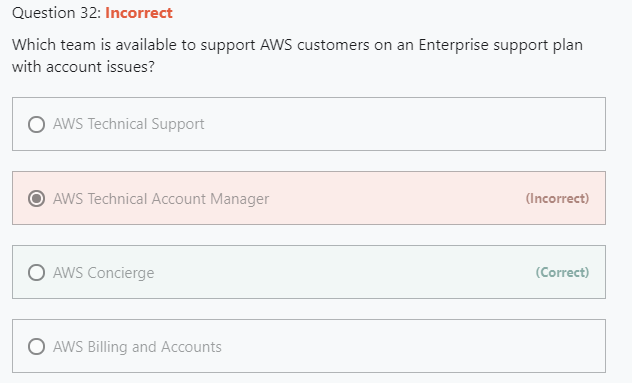 Question 32: Incorrect
Which team is available to support AWS customers on an Enterprise support plan
with account issues?
AWS Technical Support
AWS Technical Account Manager (Incorrect)
AWS Concierge (Correct)
AWS Billing and Accounts